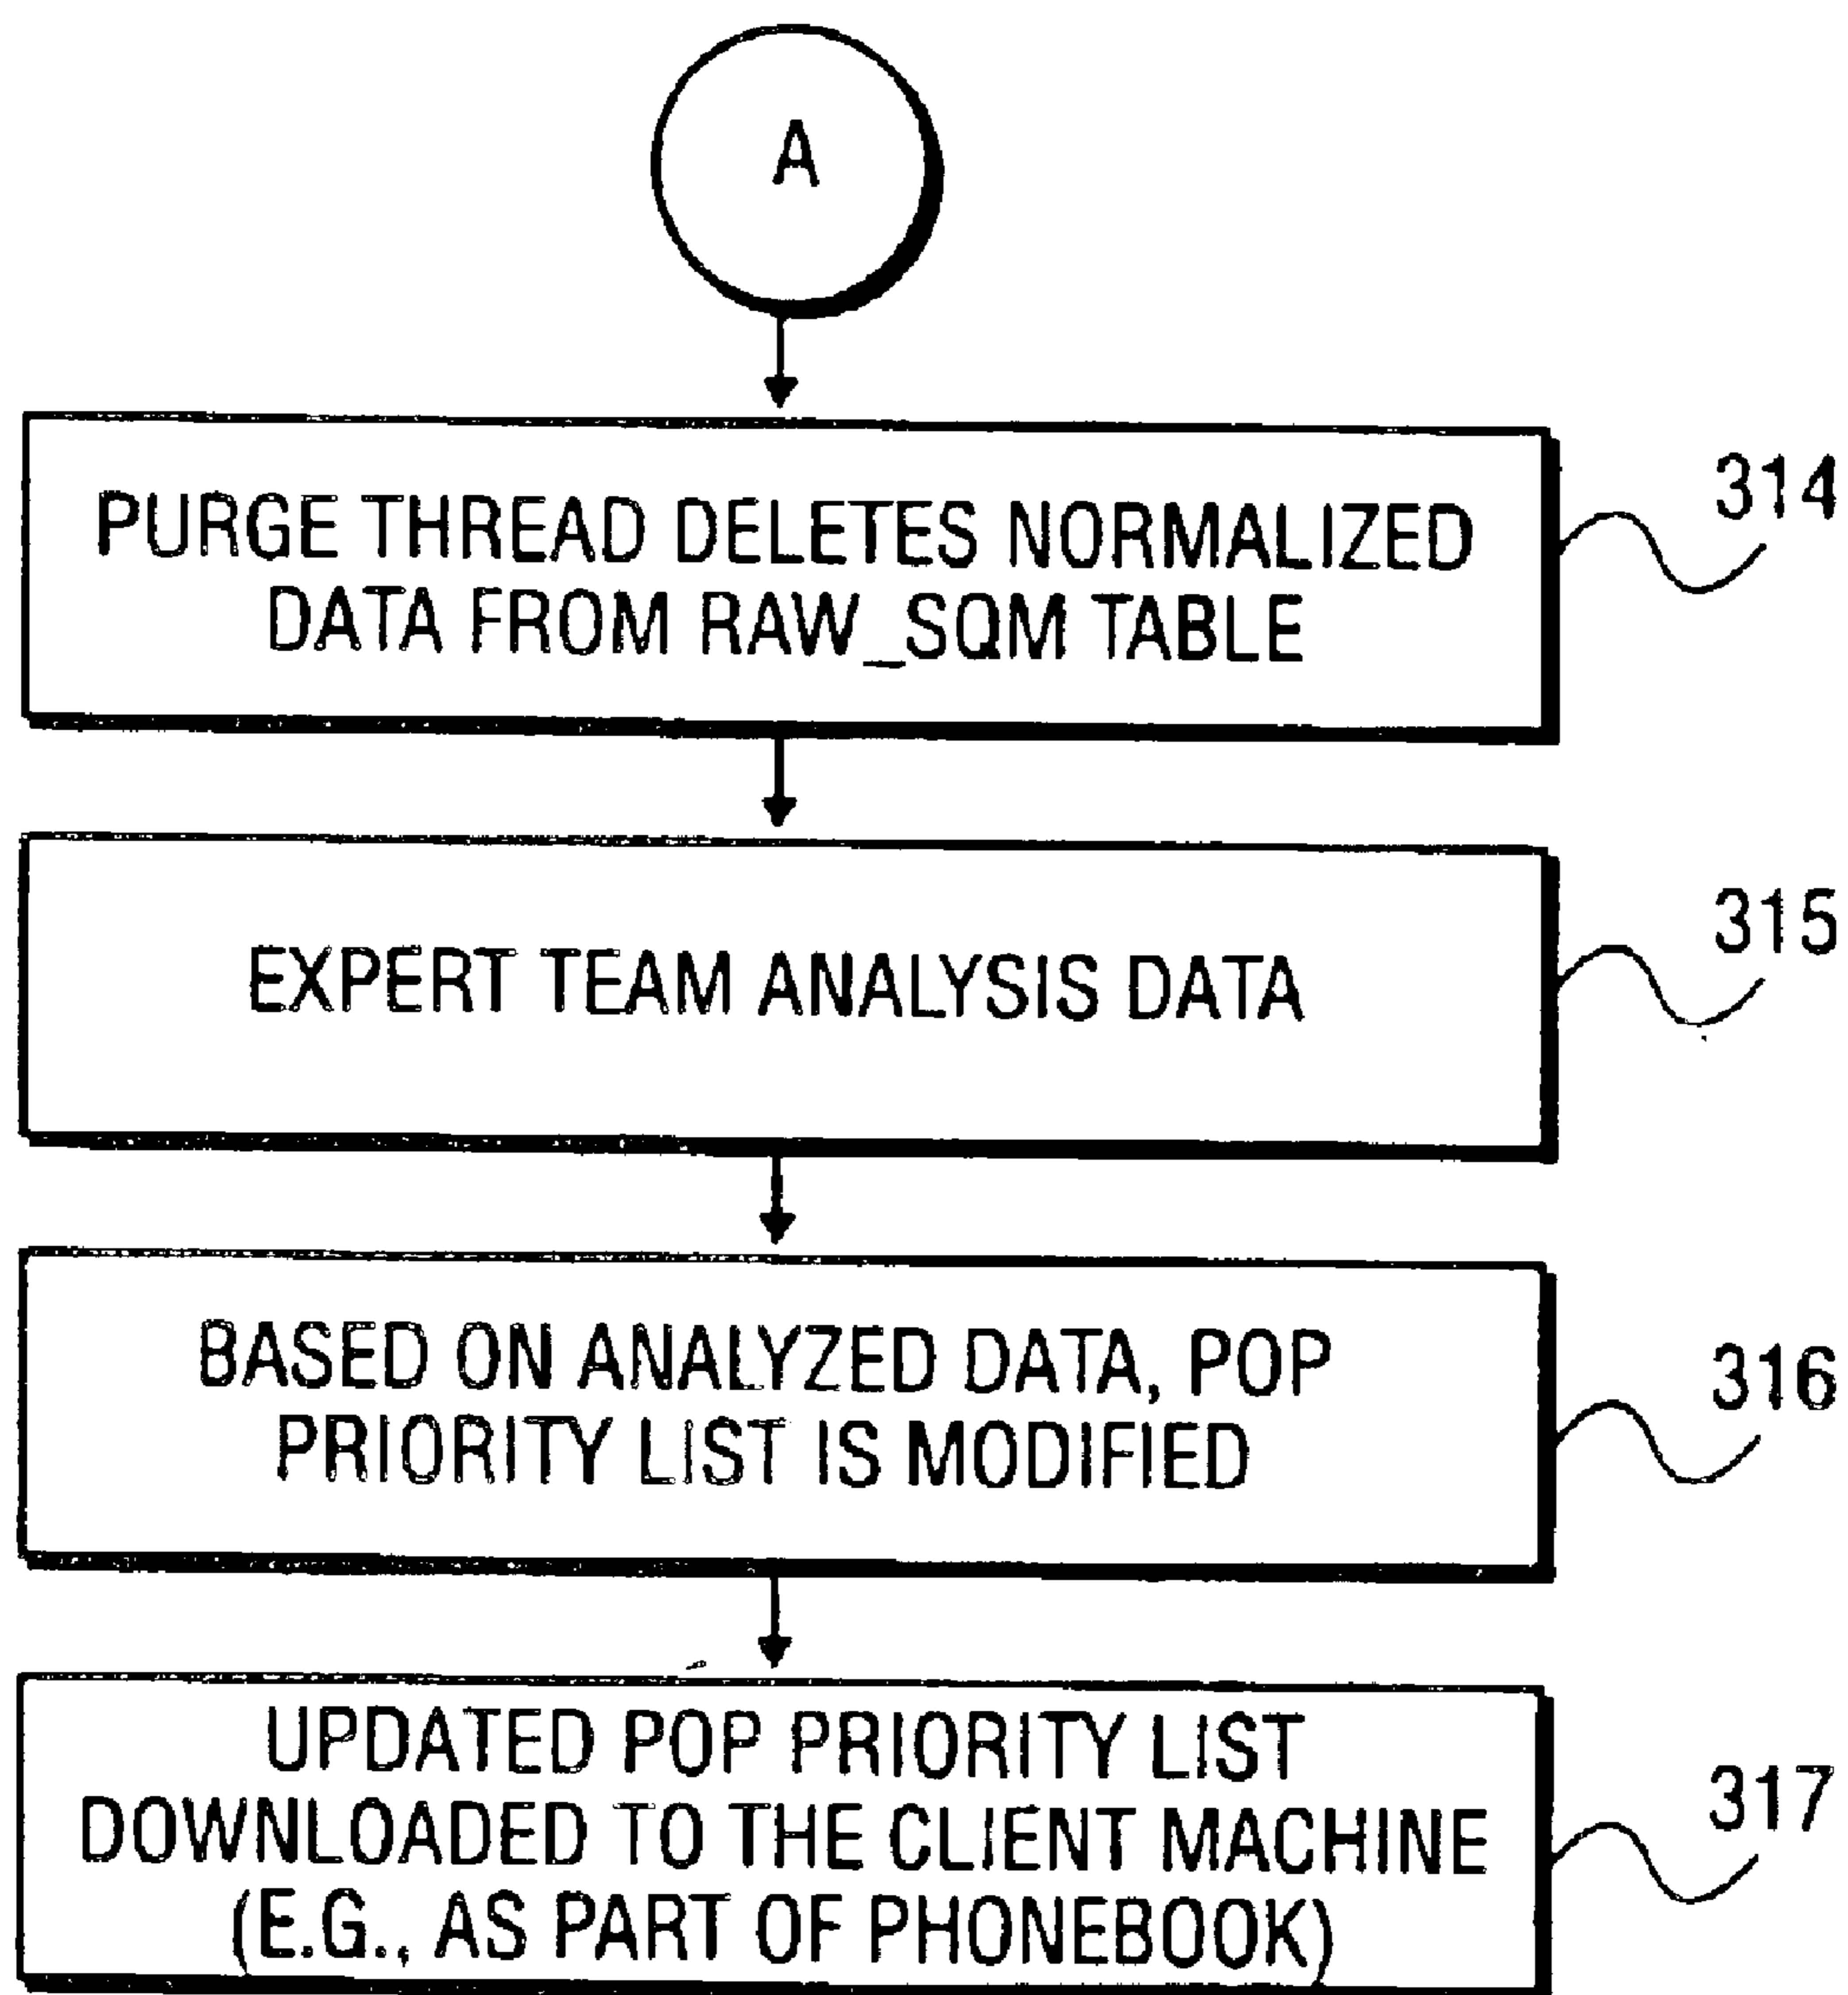 A
PURGE THREAD DELETES NORMALIZED
DATA FROM RAW_SQM TABLE
314
EXPERT TEAM ANALYSIS DATA
315
BASED ON ANALYZED DATA, POP
PRIORITY LIST IS MODIFIED
316
UPDATED POP PRIORITY LIST
DOWNLOADED TO THE CLIENT MACHINE
(E.G., AS PART OF PHONEBOOK)
317